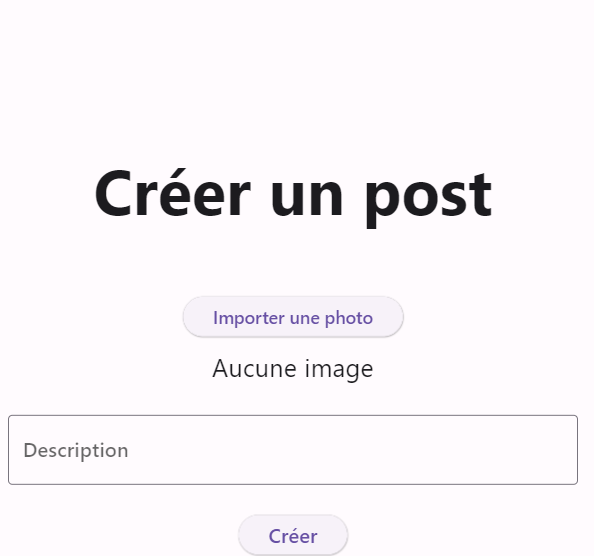 Créer un post
Importer une photo
Aucune image
Description
Créer